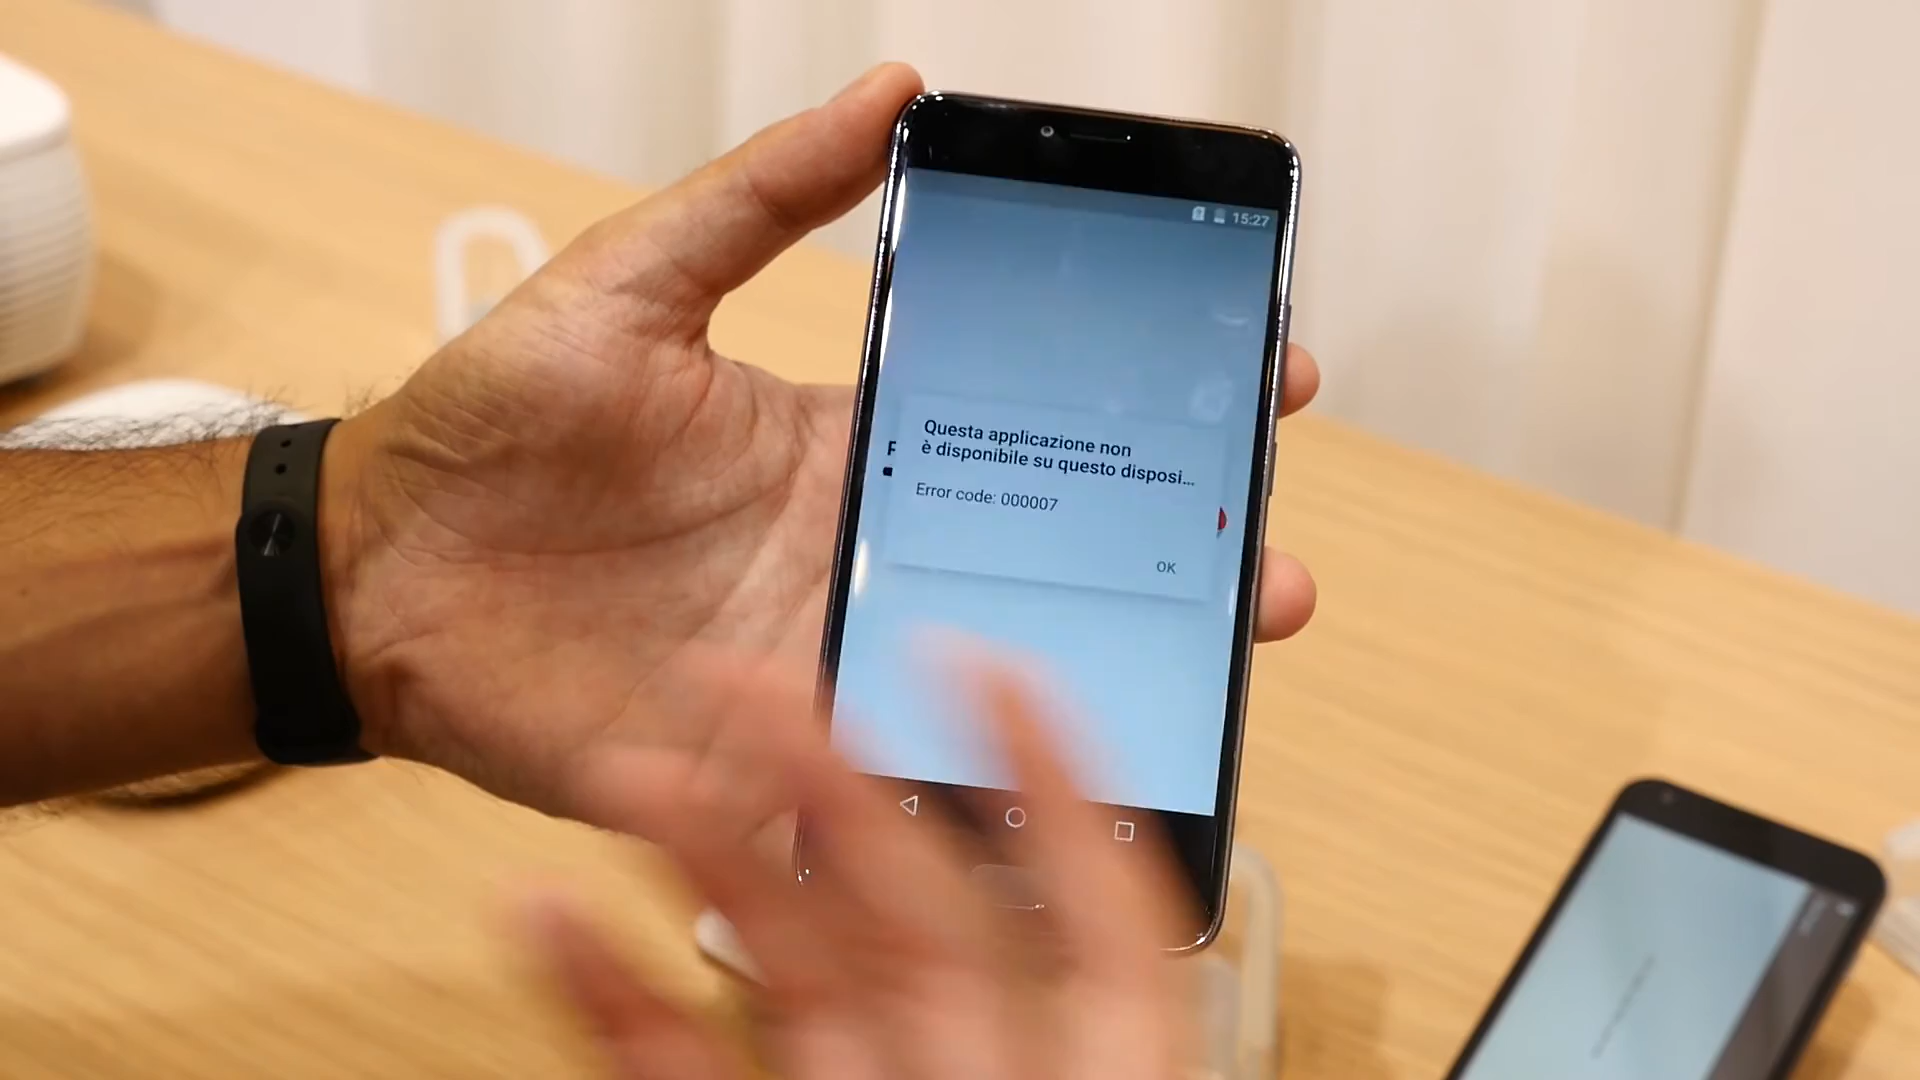 15:27
Questa applicazione non
è disponibile su questo disposi...
Error code: 000007
OK